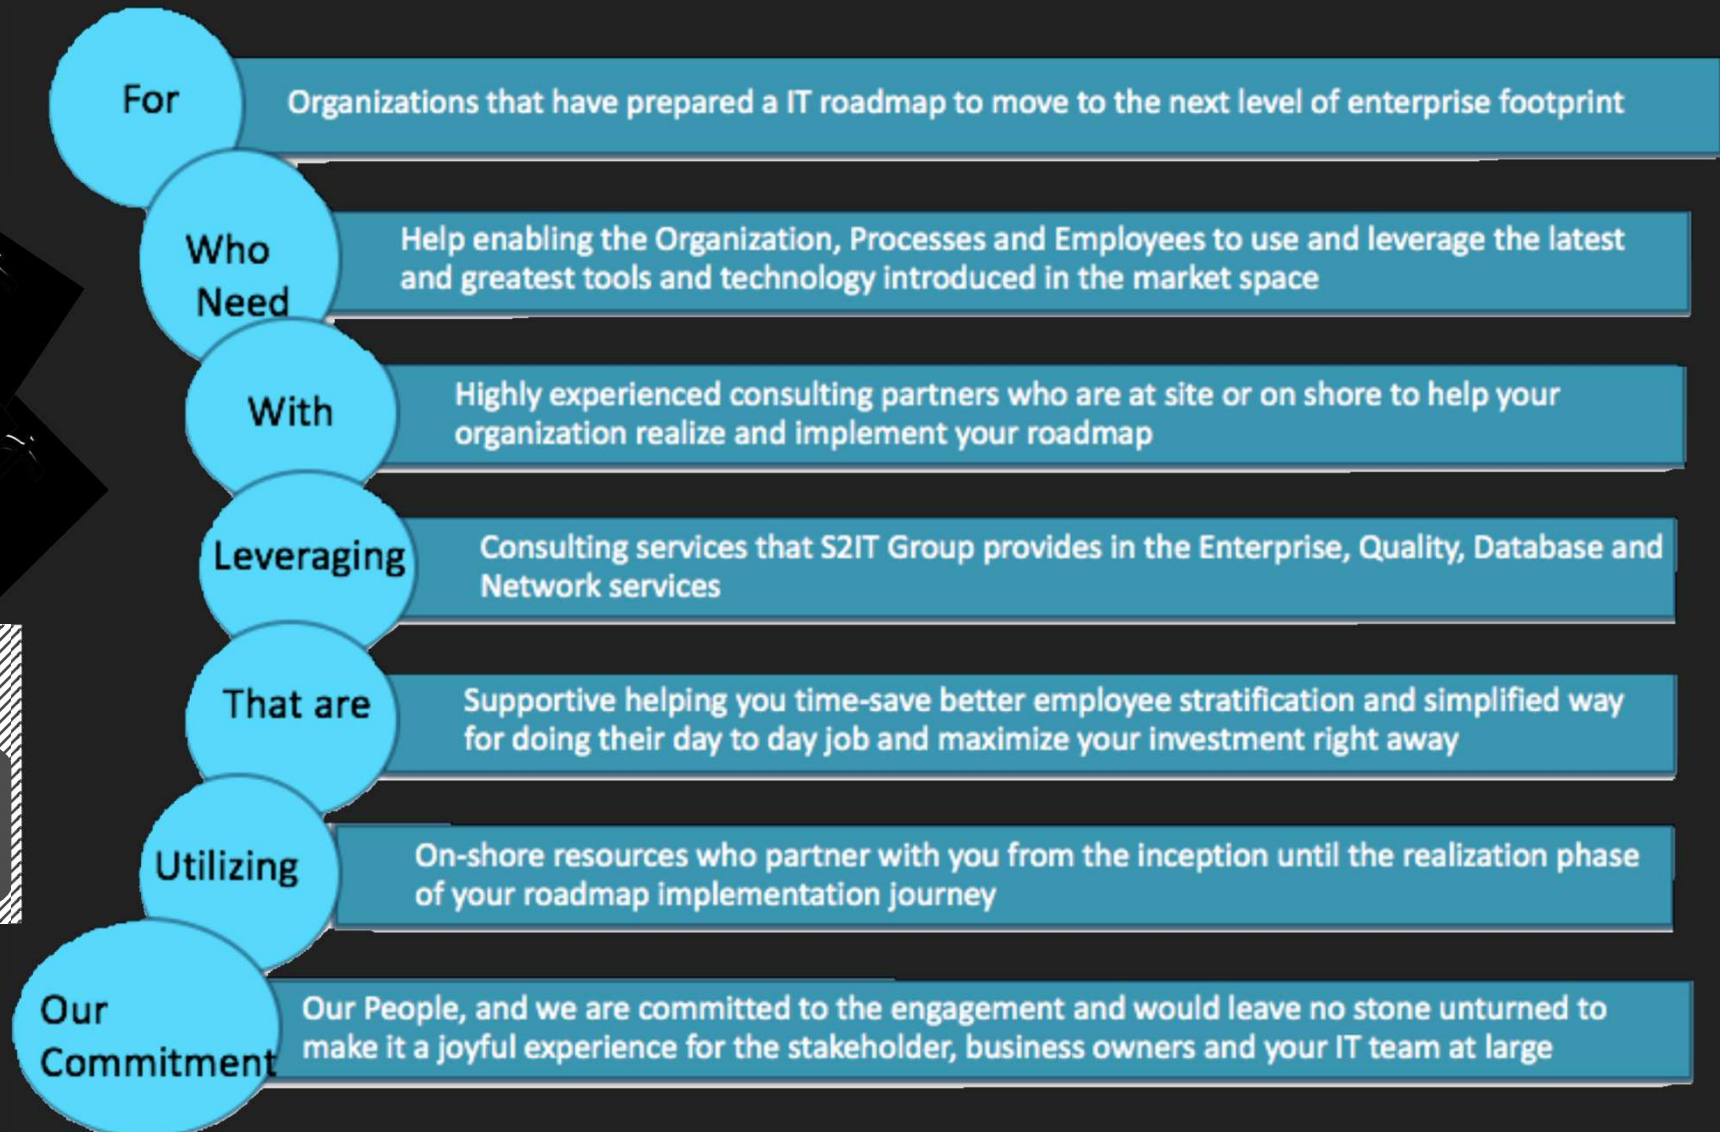 For
Organizations that have prepared a IT roadmap to move to the next level of enterprise footprint
Who
Need
Help enabling the Organization, Processes and Employees to use and leverage the latest
and greatest tools and technology introduced in the market space
With
Highly experienced consulting partners who are at site or on shore to help your
organization realize and implement your roadmap
Leveraging
Consulting services that S2IT Group provides in the Enterprise, Quality, Database and
Network services
That are
Supportive helping you time-save better employee stratification and simplified way
for doing their day to day job and maximize your investment right away
Utilizing
On-shore resources who partner with you from the inception until the realization phase
of your roadmap implementation journey
Our
Commitment
Our People, and we are committed to the engagement and would leave no stone unturned to
make it a joyful experience for the stakeholder, business owners and your IT team at large